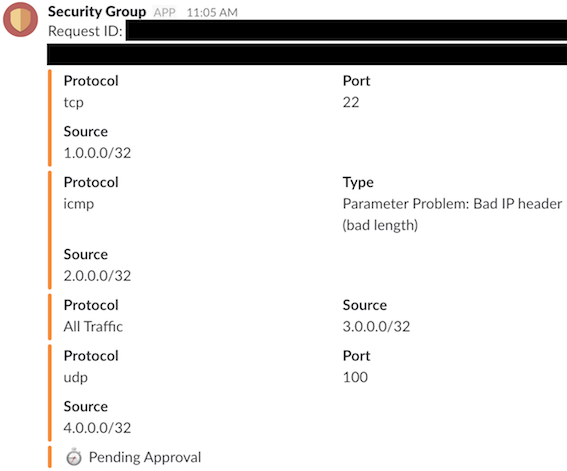 Security Group APP 11:05 AM
Request ID:
Protocol Port
tcp 22
Source
1.0.0.0/32
Protocol Type
icmp Parameter Problem: Bad IP header
(bad length)
Source
2.0.0.0/32
Protocol Source
All Traffic 3.0.0.0/32
Protocol Port
udp 100
Source
4.0.0.0/32
Pending Approval